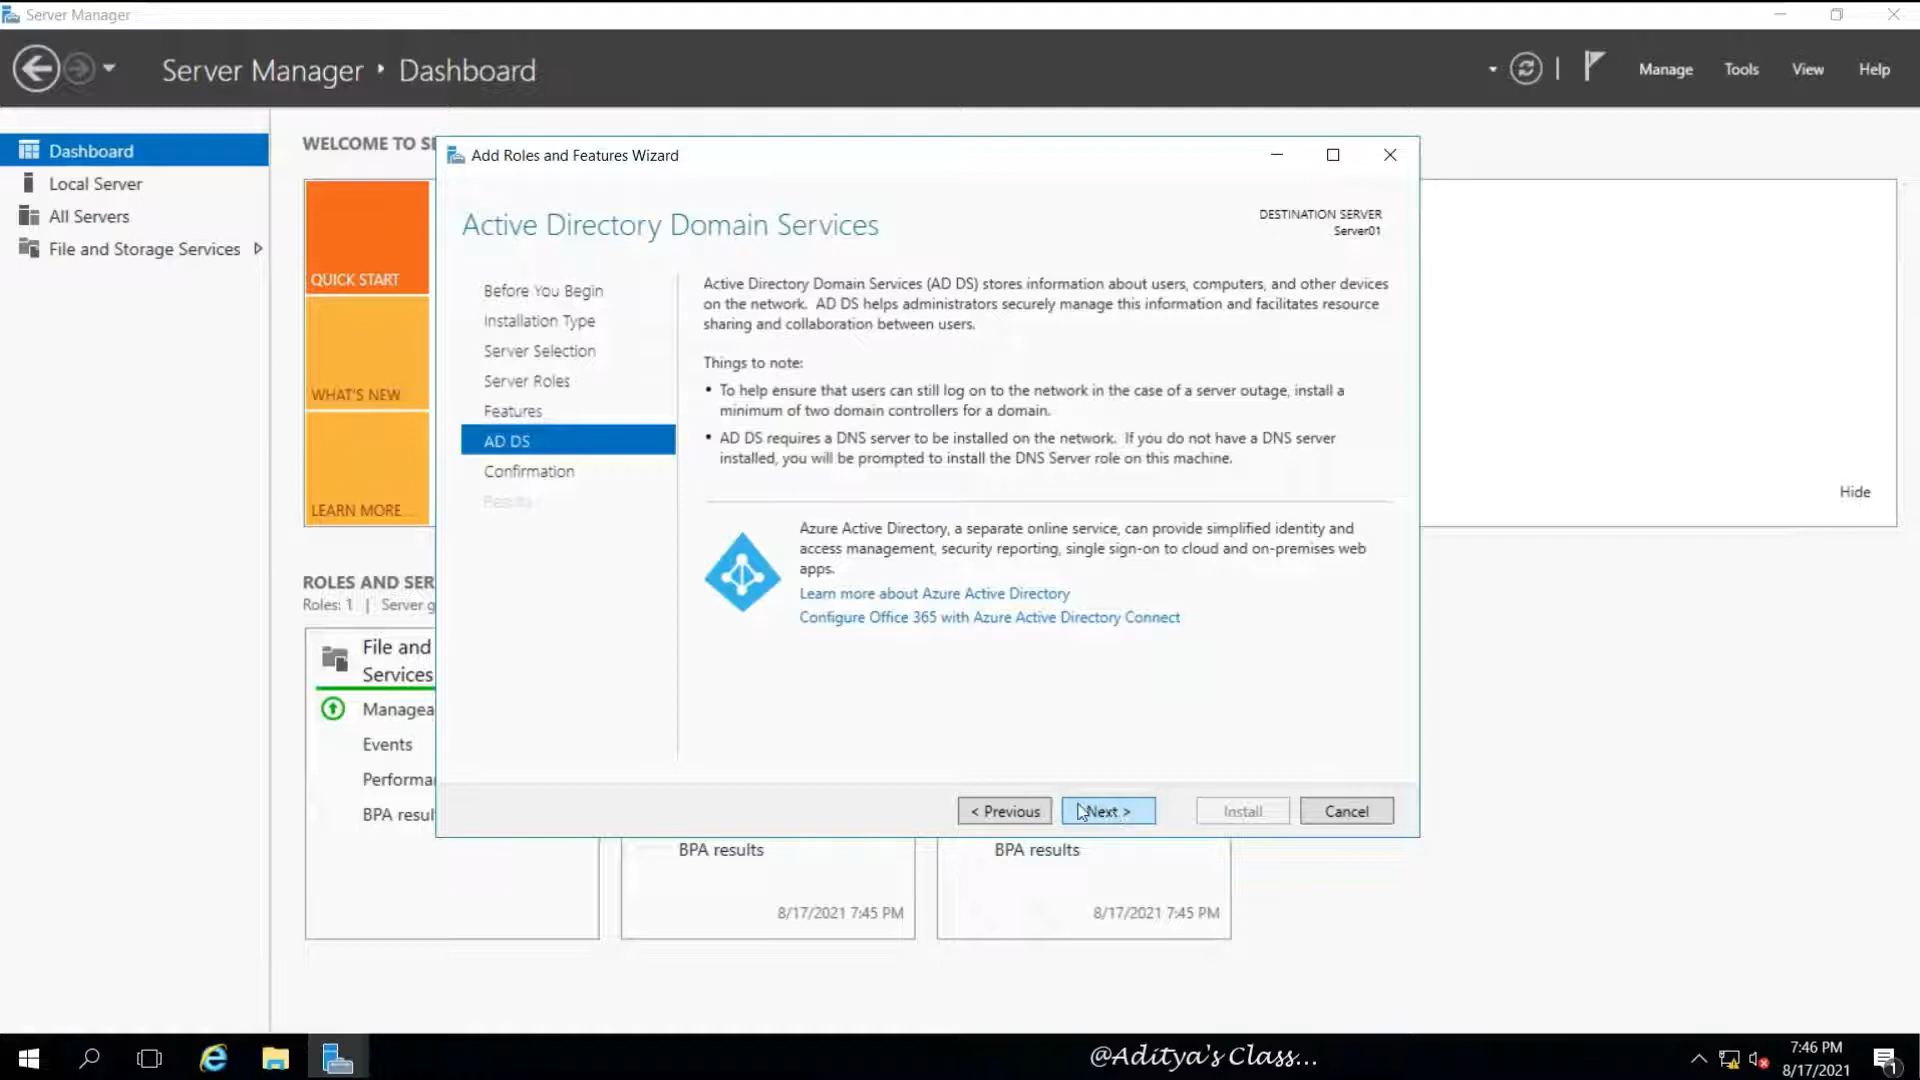 Server Manager
Server Manager ‣ Dashboard
Manage
Tools
View
Help
Dashboard
Local Server
All Servers
File and Storage Services
WELCOME TO SE
QUICK START
WHAT'S NEW
LEARN MORE
Hide
ROLES AND SER
Roles: 1 | Server g
File and
Services
Managea
Events
Performa
BPA resul
BPA results
8/17/2021 7:45 PM
BPA results
8/17/2021 7:45 PM
Add Roles and Features Wizard
Active Directory Domain Services
DESTINATION SERVER
Server01
Before You Begin
Installation Type
Server Selection
Server Roles
Features
AD DS
Confirmation
Results
Active Directory Domain Services (AD DS) stores information about users, computers, and other devices
on the network. AD DS helps administrators securely manage this information and facilitates resource
sharing and collaboration between users.
Things to note:
• To help ensure that users can still log on to the network in the case of a server outage, install a
minimum of two domain controllers for a domain.
• AD DS requires a DNS server to be installed on the network. If you do not have a DNS server
installed, you will be prompted to install the DNS Server role on this machine.
Azure Active Directory, a separate online service, can provide simplified identity and
access management, security reporting, single sign-on to cloud and on-premises web
apps.
Learn more about Azure Active Directory
Configure Office 365 with Azure Active Directory Connect
< Previous
Next >
Install
Cancel
@Aditya's Class...
7:46 PM
8/17/2021
1